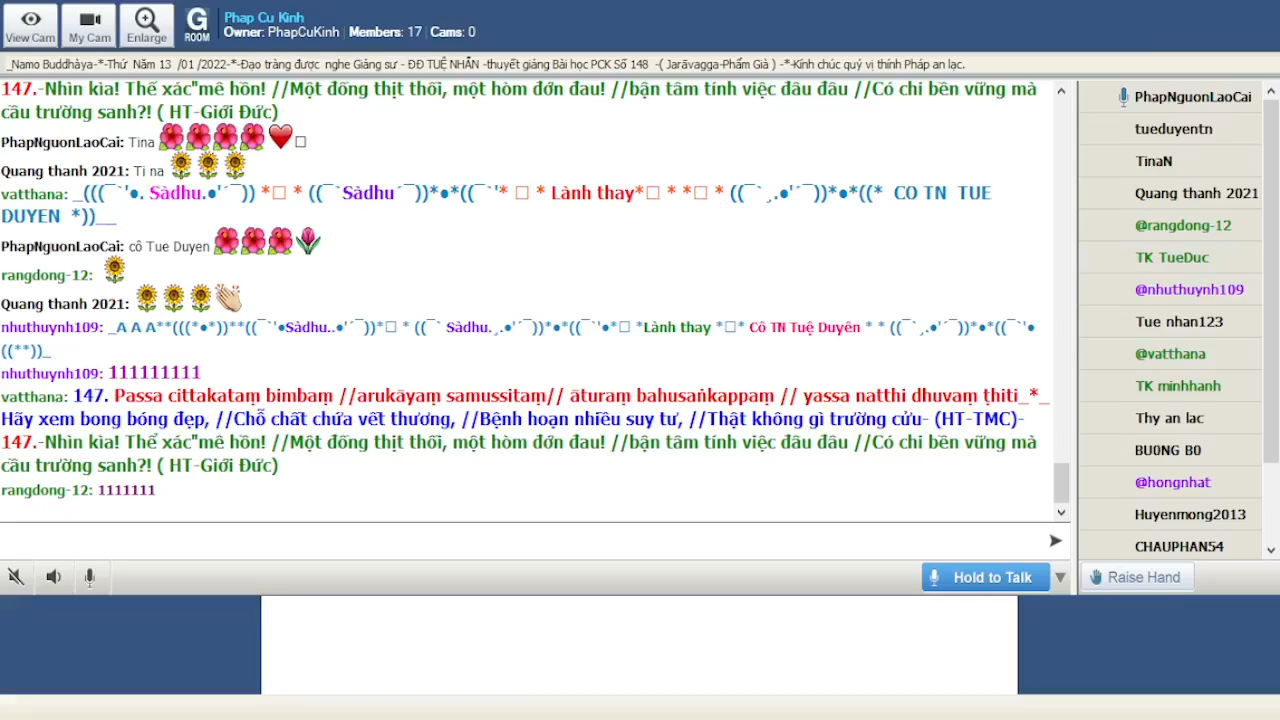 View Cam
My Cam
Enlarge
G ROOM
Phap Cu Kinh
Owner: PhapCuKinh | Members: 17 | Cams: 0
_Namo Buddhàya-*-Thứ Năm 13 /01 /2022-*-Đạo tràng được nghe Giảng sư - ĐĐ TUỆ NHẪN -thuyết giảng Bài học PCK Số 148 -( Jarāvagga-Phẩm Già ) -*-Kính chúc quý vị thính Pháp an lạc.
147.-Nhìn kìa! Thế xác"mê hồn! //Một đống thịt thối, một hòm đớn đau! //bận tâm tính việc đâu đâu //Có chi bền vững mà
cầu trường sanh?! ( HT-Giới Đức)
PhapNguonLaoCai: Tina
Quang thanh 2021: Ti na
vatthana: _(((¯`'•. Sàdhu.•'´¯)) *□ * ((¯`Sàdhu´¯))*•*((¯`'* □ * Lành thay*□ * *□ * ((¯`¸.•'´¯))*•*((* CO TN TUE
DUYEN *))__
PhapNguonLaoCai: cô Tue Duyen
rangdong-12:
Quang thanh 2021:
nhuthuynh109: _A A A**(((*•*))**((¯`'•Sàdhu..•'´¯))*□ * ((¯` Sàdhu.¸.•'´¯))*•*((¯`'•*□ *Lành thay *□* Cô TN Tuệ Duyên * * ((¯`¸.•'´¯))*•*((¯`'•
((**))_
nhuthuynh109: 111111111
vatthana: 147. Passa cittakataṃ bimbaṃ //arukāyaṃ samussitaṃ// āturaṃ bahusaṅkappaṃ // yassa natthi dhuvaṃ ṭhiti_*_
Hãy xem bong bóng đẹp, //Chỗ chất chứa vết thương, //Bệnh hoạn nhiều suy tư, //Thật không gì trường cửu- (HT-TMC)-
147.-Nhìn kìa! Thế xác"mê hồn! //Một đống thịt thối, một hòm đớn đau! //bận tâm tính việc đâu đâu //Có chi bền vững mà
cầu trường sanh?! ( HT-Giới Đức)
rangdong-12: 1111111
Hold to Talk
PhapNguonLaoCai
tueduyentn
TinaN
Quang thanh 2021
@rangdong-12
TK TueDuc
@nhuthuynh109
Tue nhan123
@vatthana
TK minhhanh
Thy an lac
BU0NG B0
@hongnhat
Huyenmong2013
CHAUPHAN54
Raise Hand